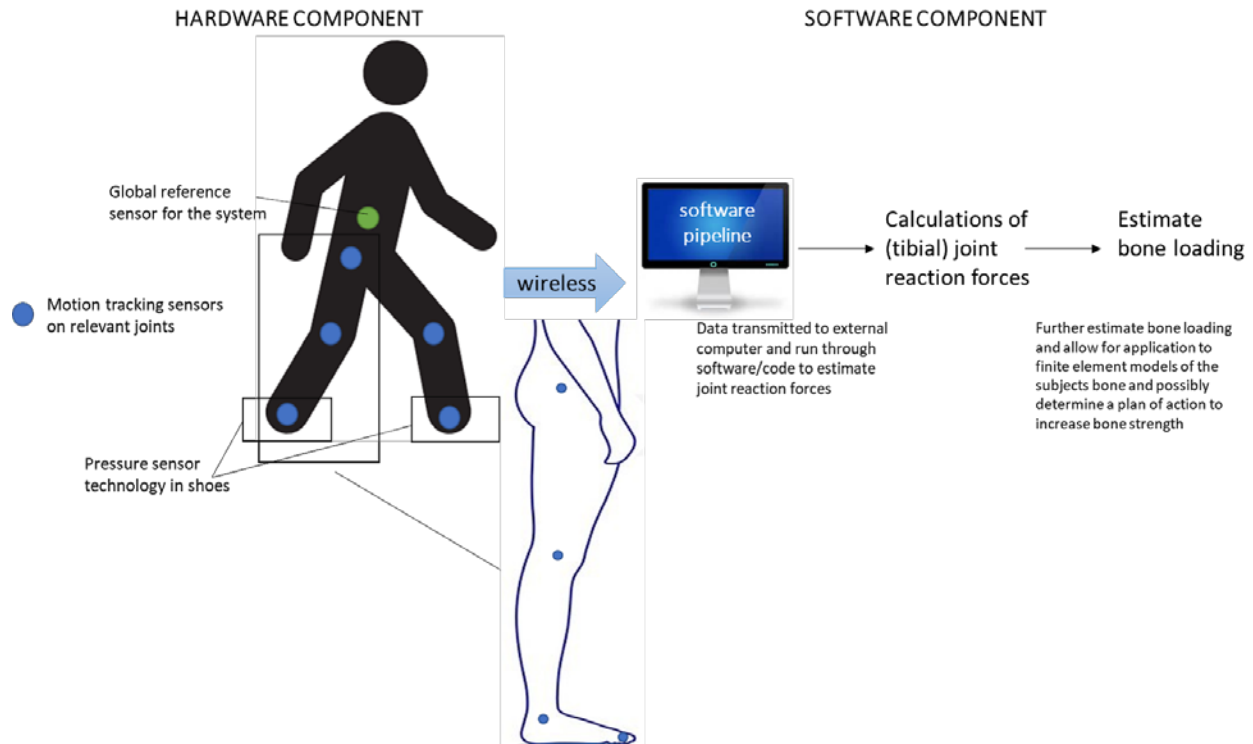 HARDWARE COMPONENT
SOFTWARE COMPONENT
Global reference
sensor for the system
Motion tracking sensors
on relevant joints
Pressure sensor
technology in shoes
wireless
software
pipeline
Data transmitted to external
computer and run through
software/code to estimate
joint reaction forces
Calculations of
(tibial) joint
reaction forces
Estimate
bone loading
Further estimate bone loading
and allow for application to
finite element models of the
subjects bone and possibly
determine a plan of action to
increase bone strength